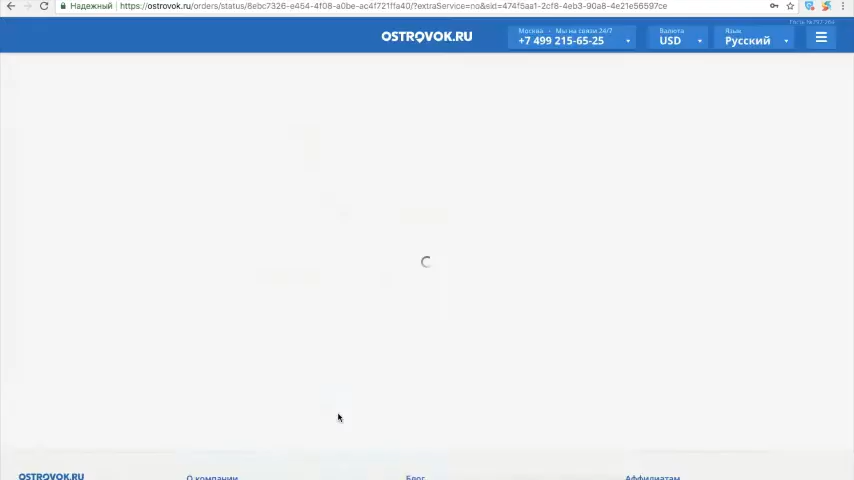 Надежный
https://ostrovok.ru/orders/status/8ebc7326-e454-4f08-a0be-ac4f721ffa40/?extraService=no&sid=474f5aa1-2cf8-4eb3-90a8-4e21e56597ce
OSTROVOK.RU
Москва • Мы на связи 24/7
+7 499 215-65-25
Валюта
USD
Язык
Русский
OSTROVOK.RU
О компании
Блог
Аффилиатам